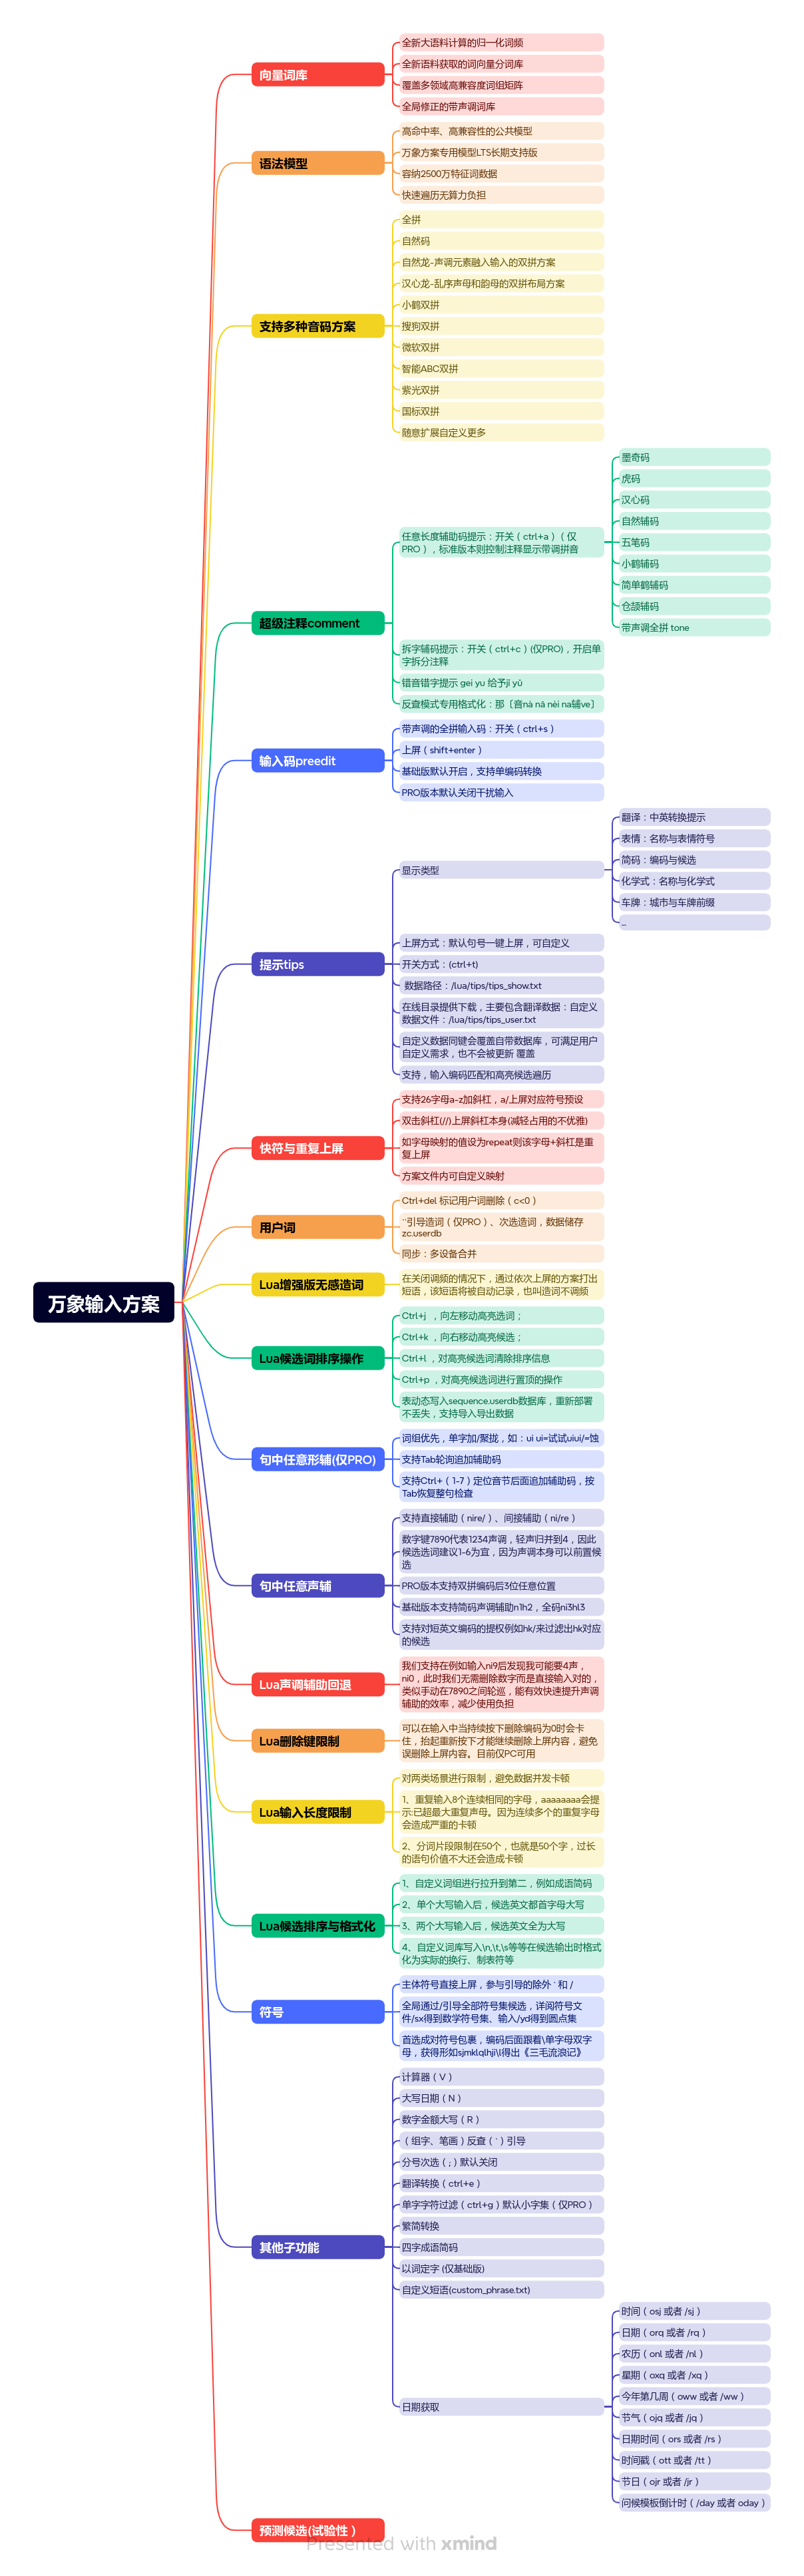 向量词库
全新大语料计算的归一化词频
全新语料获取的词向量分词库
覆盖多领域高兼容度词组矩阵
全局修正的带声调词库
语法模型
高命中率、高兼容性的公共模型
万象方案专用模型LTS长期支持版
容纳2500万特征词数据
快速遍历无算力负担
支持多种音码方案
全拼
自然码
自然龙-声调元素融入输入的双拼方案
汉心龙-乱序声母和韵母的双拼布局方案
小鹤双拼
搜狗双拼
微软双拼
智能ABC双拼
紫光双拼
国标双拼
随意扩展自定义更多
超级注释comment
任意长度辅助码提示：开关（ctrl+a）（仅
PRO），标准版本则控制注释显示带调拼音
墨奇码
虎码
汉心码
自然辅码
五笔码
小鹤辅码
简单鹤辅码
仓颉辅码
带声调全拼 tone
拆字辅码提示：开关（ctrl+c）(仅PRO)，开启单
字拆分注释
错音错字提示 gei yu 给予jǐ yǔ
反查模式专用格式化：那〔音nà nā nèi na辅ve〕
输入码preedit
带声调的全拼输入码：开关（ctrl+s）
上屏（shift+enter）
基础版默认开启，支持单编码转换
PRO版本默认关闭干扰输入
提示tips
显示类型
翻译：中英转换提示
表情：名称与表情符号
简码：编码与候选
化学式：名称与化学式
车牌：城市与车牌前缀
...
上屏方式：默认句号一键上屏，可自定义
开关方式：(ctrl+t)
数据路径：/lua/tips/tips_show.txt
在线目录提供下载，主要包含翻译数据：自定义
数据文件：/lua/tips/tips_user.txt
自定义数据同键会覆盖自带数据库，可满足用户
自定义需求，也不会被更新 覆盖
支持，输入编码匹配和高亮候选遍历
快符与重复上屏
支持26字母a-z加斜杠，a/上屏对应符号预设
双击斜杠(//)上屏斜杠本身(减轻占用的不优雅)
如字母映射的值设为repeat则该字母+斜杠是重
复上屏
方案文件内可自定义映射
用户词
Ctrl+del 标记用户词删除（c<0）
``引导造词（仅PRO）、次选造词，数据储存
zc.userdb
同步：多设备合并
万象输入方案
Lua增强版无感造词
在关闭调频的情况下，通过依次上屏的方案打出
短语，该短语将被自动记录，也叫造词不调频
Lua候选词排序操作
Ctrl+j ，向左移动高亮选词；
Ctrl+k ，向右移动高亮候选；
Ctrl+l ，对高亮候选词清除排序信息
Ctrl+p ，对高亮候选词进行置顶的操作
表动态写入sequence.userdb数据库，重新部署
不丢失，支持导入导出数据
句中任意形辅(仅PRO)
词组优先，单字加/聚拢，如：ui ui=试试uiui/=蚀
支持Tab轮询追加辅助码
支持Ctrl+（1-7）定位音节后面追加辅助码，按
Tab恢复整句检查
句中任意声辅
支持直接辅助（nire/）、间接辅助（ni/re）
数字键7890代表1234声调，轻声归并到4，因此
候选选词建议1-6为宜，因为声调本身可以前置候
选
PRO版本支持双拼编码后3位任意位置
基础版本支持简码声调辅助n1h2，全码ni3hl3
支持对短英文编码的提权例如hk/来过滤出hk对应
的候选
Lua声调辅助回退
我们支持在例如输入ni9后发现我可能要4声，
ni0，此时我们无需删除数字而是直接输入对的，
类似手动在7890之间轮巡，能有效快速提升声调
辅助的效率，减少使用负担
Lua删除键限制
可以在输入中当持续按下删除编码为0时会卡
住，抬起重新按下才能继续删除上屏内容，避免
误删除上屏内容。目前仅PC可用
Lua输入长度限制
对两类场景进行限制，避免数据并发卡顿
1、重复输入8个连续相同的字母，aaaaaaaa会提
示:已超最大重复声母。因为连续多个的重复字母
会造成严重的卡顿
2、分词片段限制在50个，也就是50个字，过长
的语句价值不大还会造成卡顿
Lua候选排序与格式化
1、自定义词组进行拉升到第二，例如成语简码
2、单个大写输入后，候选英文都首字母大写
3、两个大写输入后，候选英文全为大写
4、自定义词库写入\n,\t,\s等等在候选输出时格式
化为实际的换行、制表符等
符号
主体符号直接上屏，参与引导的除外 ` 和 /
全局通过/引导全部符号集候选，详阅符号文
件/sx得到数学符号集、输入/yd得到圆点集
首选成对符号包裹，编码后面跟着\单字母双字
母，获得形如sjmklqlhji\l得出《三毛流浪记》
其他子功能
计算器（V）
大写日期（N）
数字金额大写（R）
（组字、笔画）反查（`）引导
分号次选（;）默认关闭
翻译转换（ctrl+e）
单字字符过滤（ctrl+g）默认小字集（仅PRO）
繁简转换
四字成语简码
以词定字 (仅基础版)
自定义短语(custom_phrase.txt)
日期获取
时间（osj 或者 /sj）
日期（orq 或者 /rq）
农历（onl 或者 /nl）
星期（oxq 或者 /xq）
今年第几周（oww 或者 /ww）
节气（ojq 或者 /jq）
日期时间（ors 或者 /rs）
时间戳（ott 或者 /tt）
节日（ojr 或者 /jr）
问候模板倒计时（/day 或者 oday）
预测候选(试验性）
Presented with xmind